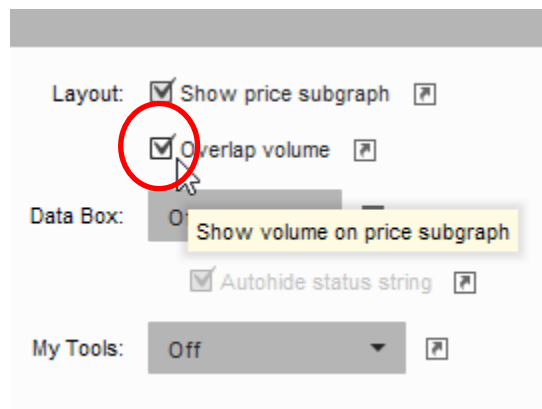 Layout: Show price subgraph
Overlap volume
Data Box:
Show volume on price subgraph
Autohide status string
My Tools: Off